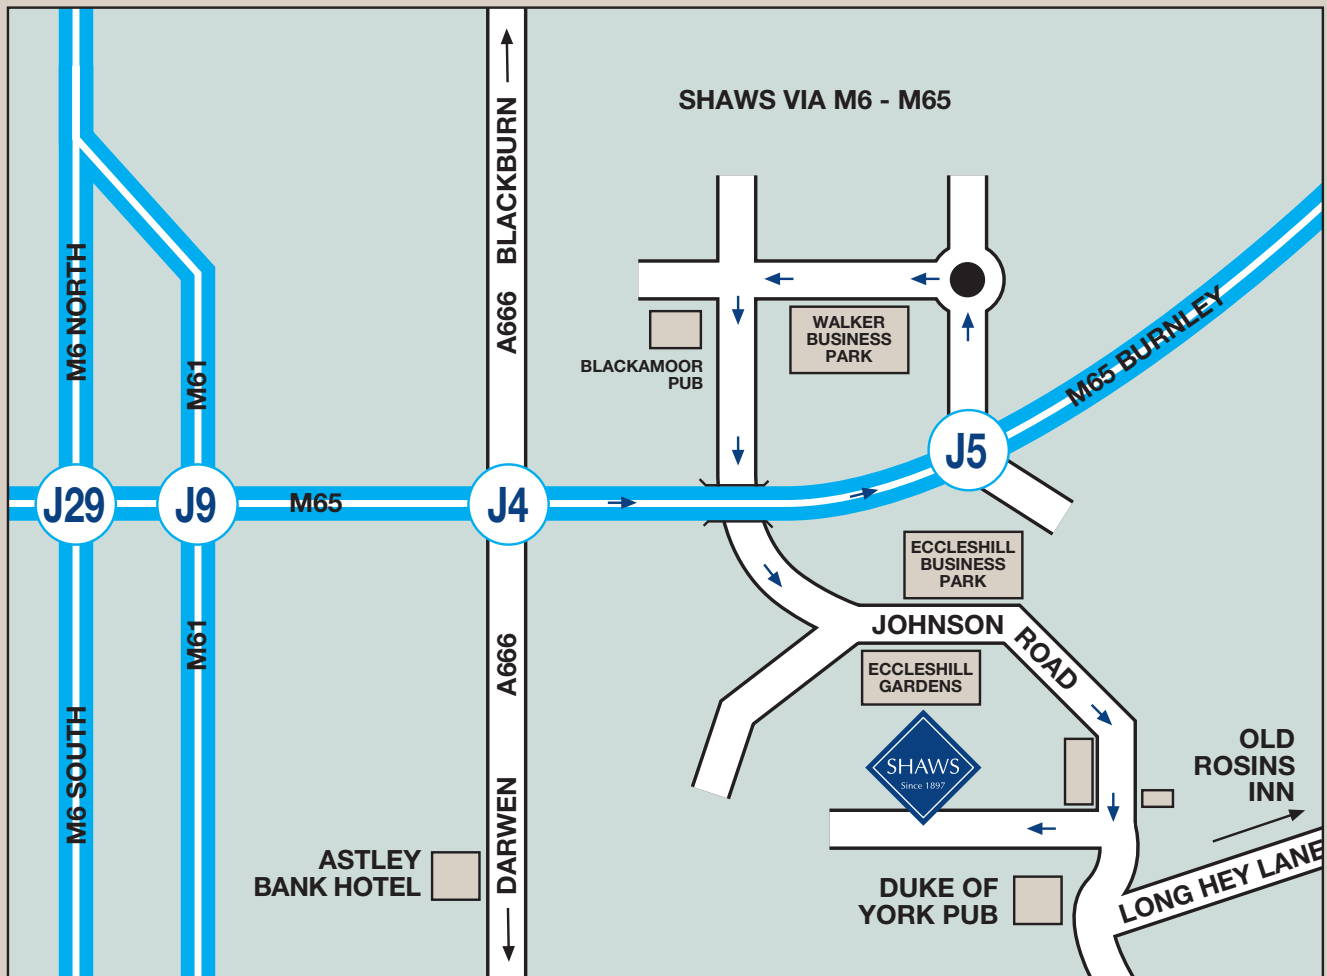 SHAWS VIA M6 - M65
BLACKBURN
A666
M6 NORTH
M61
WALKER
BUSINESS
PARK
BLACKAMOOR
PUB
M65 BURNLEY
J5
J29
J9
M65
J4
ECCLESHILL
BUSINESS
PARK
JOHNSON ROAD
ECCLESHILL
GARDENS
M61
A666
M6 SOUTH
SHAWS
Since 1897
OLD
ROSINS
INN
DARWEN
ASTLEY
BANK HOTEL
DUKE OF
YORK PUB
LONG HEY LANE